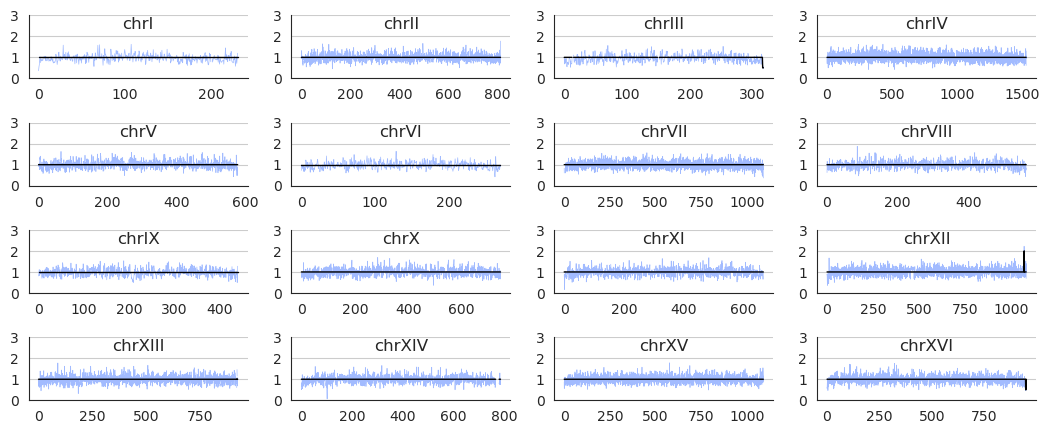 3 chrI 3 chrII 3 chrIII 3 chrIV
2 2 2 2
1 1 1 1
0 0 0 0
0 100 200 0 200 400 600 800 0 100 200 300 0 500 1000 1500
3 chrV 3 chrVI 3 chrVII 3 chrVIII
2 2 2 2
1 1 1 1
0 0 0 0
0 200 400 600 0 100 200 0 250 500 750 1000 0 200 400
3 chrIX 3 chrX 3 chrXI 3 chrXII
2 2 2 2
1 1 1 1
0 0 0 0
0 100 200 300 400 0 200 400 600 0 200 400 600 0 250 500 750 1000
3 chrXIII 3 chrXIV 3 chrXV 3 chrXVI
2 2 2 2
1 1 1 1
0 0 0 0
0 250 500 750 0 200 400 600 800 0 250 500 750 1000 0 250 500 750